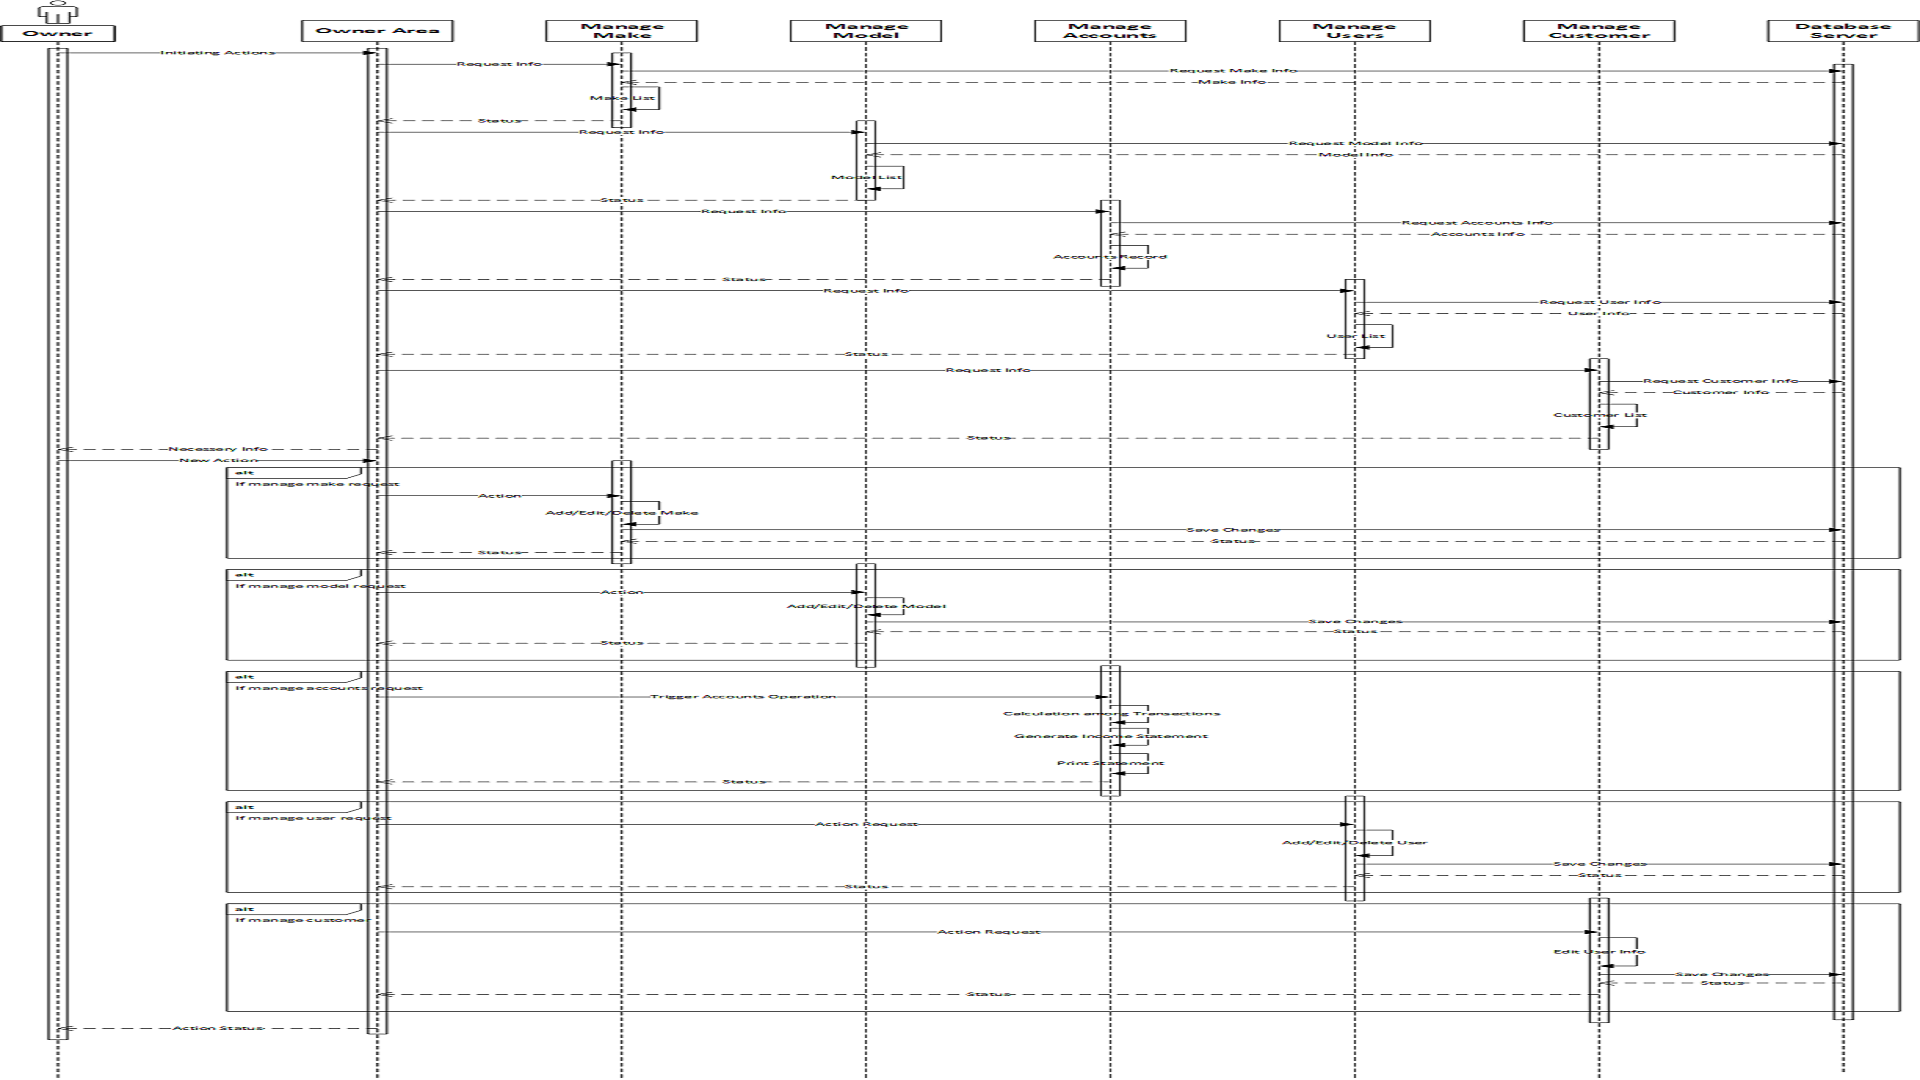 Owner
Owner Area
Manage
Make
Manage
Model
Manage
Accounts
Manage
Users
Manage
Customer
Database
Server
Initiating Actions
Request Info
Request Make Info
Make Info
Make List
Status
Request Info
Request Model Info
Model Info
Model List
Status
Request Info
Request Accounts Info
Accounts Info
Accounts Record
Status
Request Info
Request User Info
User Info
User List
Status
Request Info
Request Customer Info
Customer Info
Customer List
Status
Necessary Info
New Action
alt
If manage make request
Action
Add/Edit/Delete Make
Save Changes
Status
Status
alt
If manage model request
Action
Add/Edit/Delete Model
Save Changes
Status
Status
alt
If manage accounts request
Trigger Accounts Operation
Calculation among Transections
Generate Income Statement
Print Statement
Status
alt
If manage user request
Action Request
Add/Edit/Delete User
Save Changes
Status
Status
alt
If manage customer
Action Request
Edit User Info
Save Changes
Status
Status
Action Status